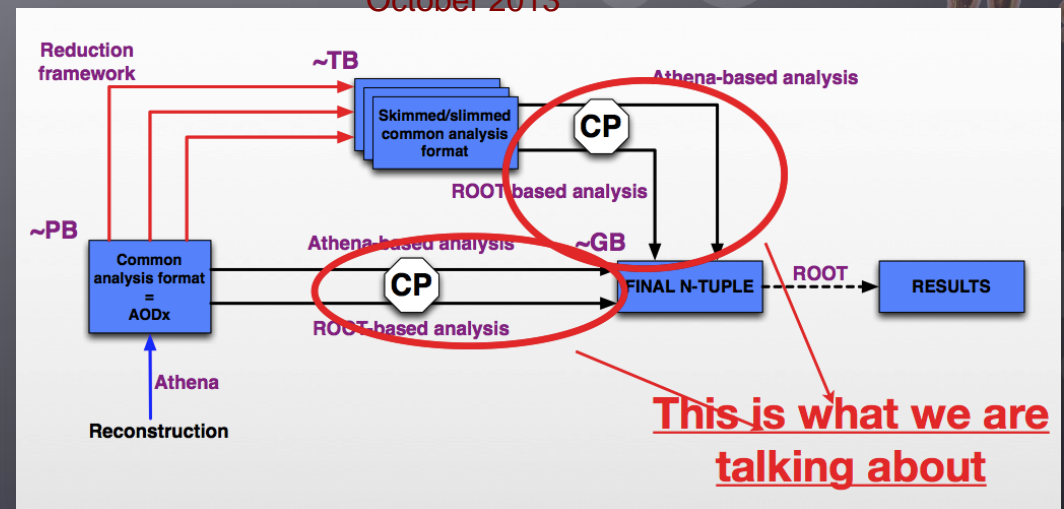 October 2013
Reduction
framework
~TB
Athena-based analysis
Skimmed/slimmed
common analysis
format
CP
ROOT-based analysis
~PB
Athena-based analysis
~GB
Common
analysis format
=
AODx
CP
FINAL N-TUPLE
ROOT
RESULTS
ROOT-based analysis
Athena
Reconstruction
This is what we are
talking about